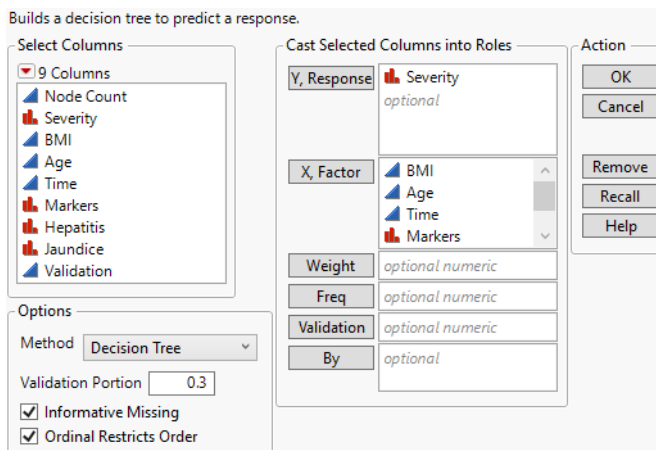 Builds a decision tree to predict a response.
Select Columns
9 Columns
Node Count
Severity
BMI
Age
Time
Markers
Hepatitis
Jaundice
Validation
Options
Method Decision Tree
Validation Portion 0.3
Informative Missing
Ordinal Restricts Order
Cast Selected Columns into Roles
Y, Response Severity
optional
X, Factor BMI
Age
Time
Markers
Weight optional numeric
Freq optional numeric
Validation optional numeric
By optional
Action
OK
Cancel
Remove
Recall
Help